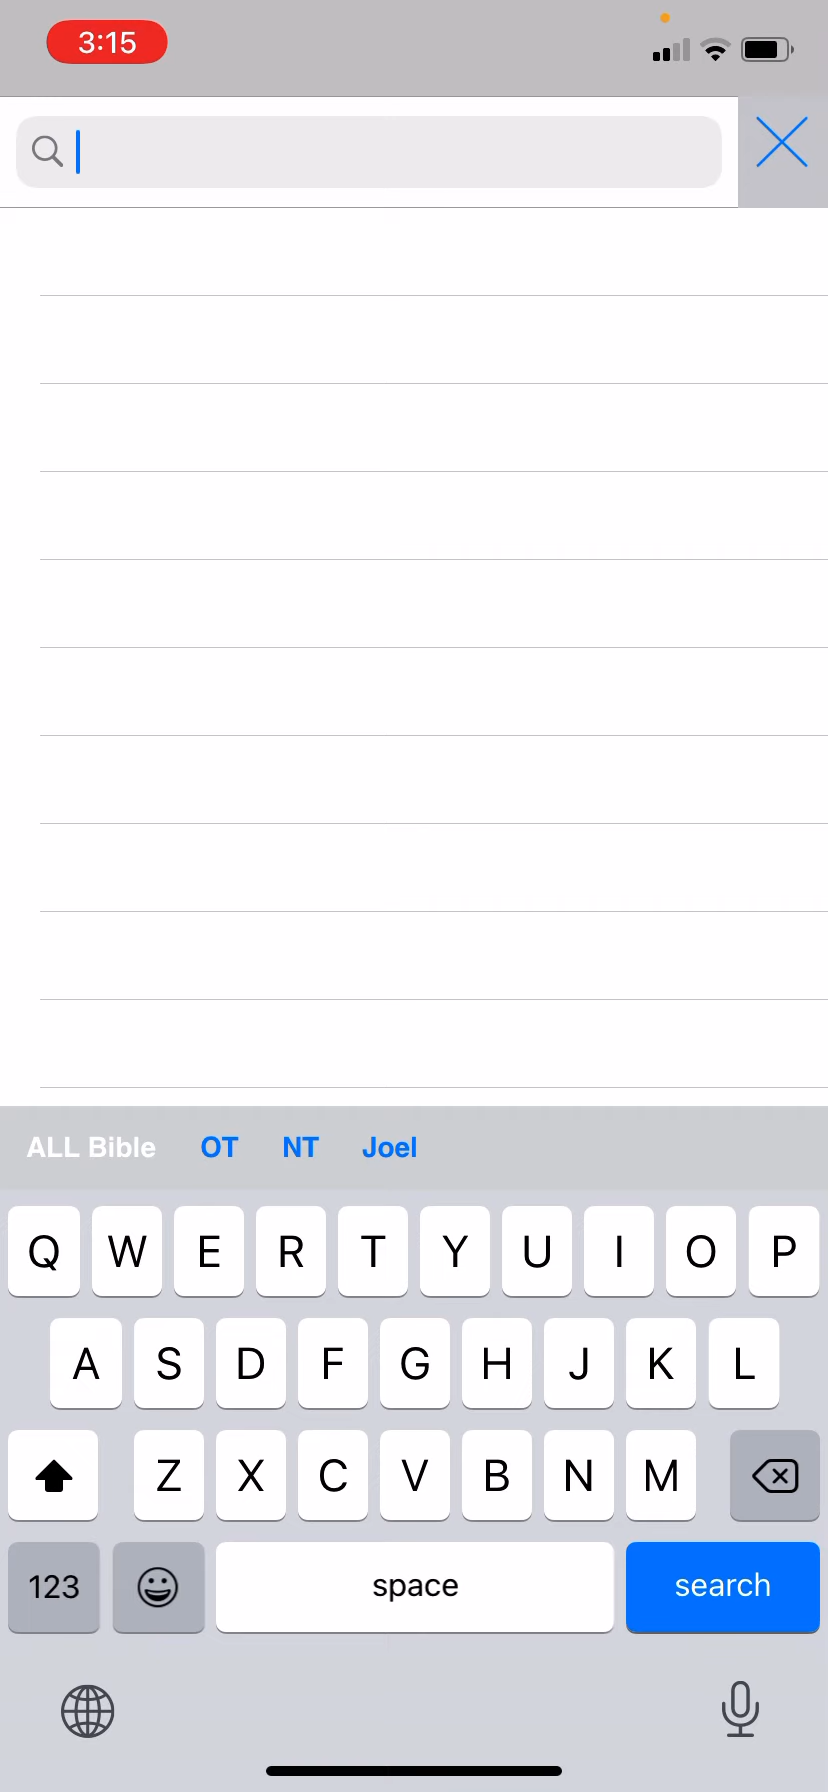 3:15
ALL Bible OT NT Joel
Q W E R T Y U I O P
A S D F G H J K L
Z X C V B N M
123 space search